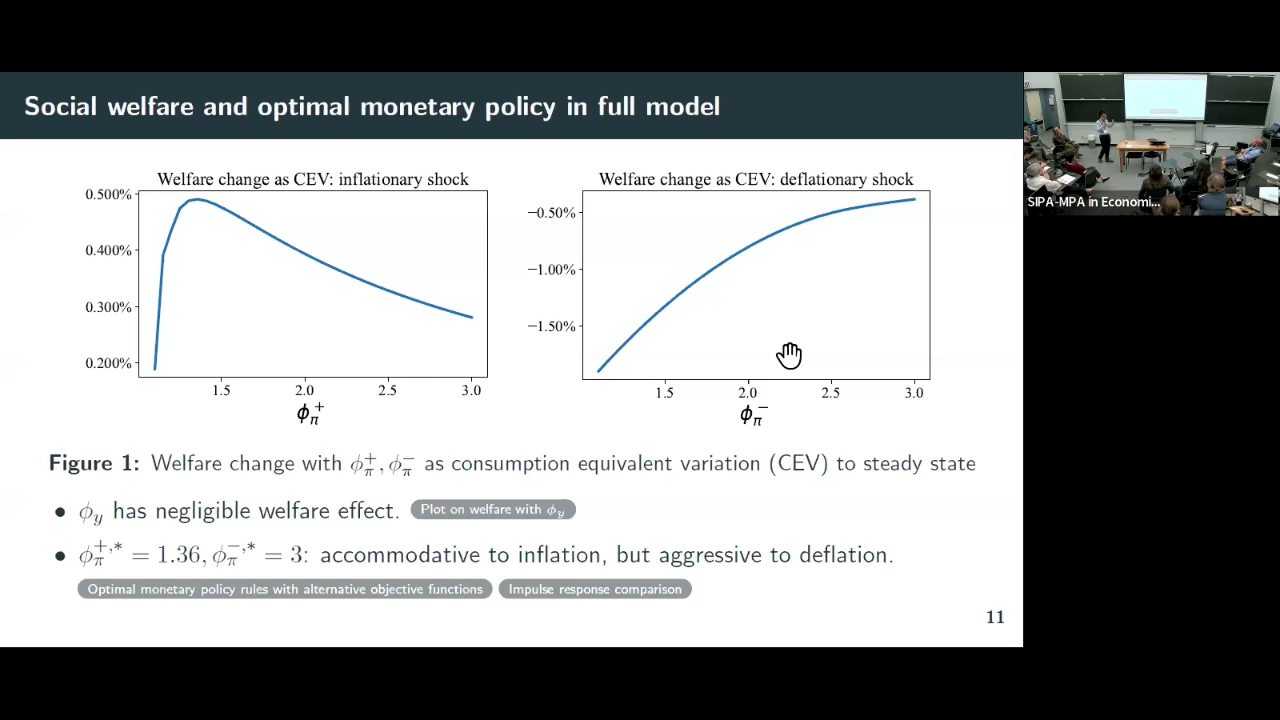 Social welfare and optimal monetary policy in full model
SIPA-MPA in Economi...
Welfare change as CEV: inflationary shock
0.500%
0.400%
0.300%
0.200%
1.5 2.0 2.5 3.0
ϕπ+
Welfare change as CEV: deflationary shock
−0.50%
−1.00%
−1.50%
1.5 2.0 2.5 3.0
ϕπ−
Figure 1: Welfare change with ϕπ+, ϕπ− as consumption equivalent variation (CEV) to steady state
• ϕy has negligible welfare effect. Plot on welfare with ϕy
• ϕπ+,* = 1.36, ϕπ−,* = 3: accommodative to inflation, but aggressive to deflation.
Optimal monetary policy rules with alternative objective functions Impulse response comparison
11